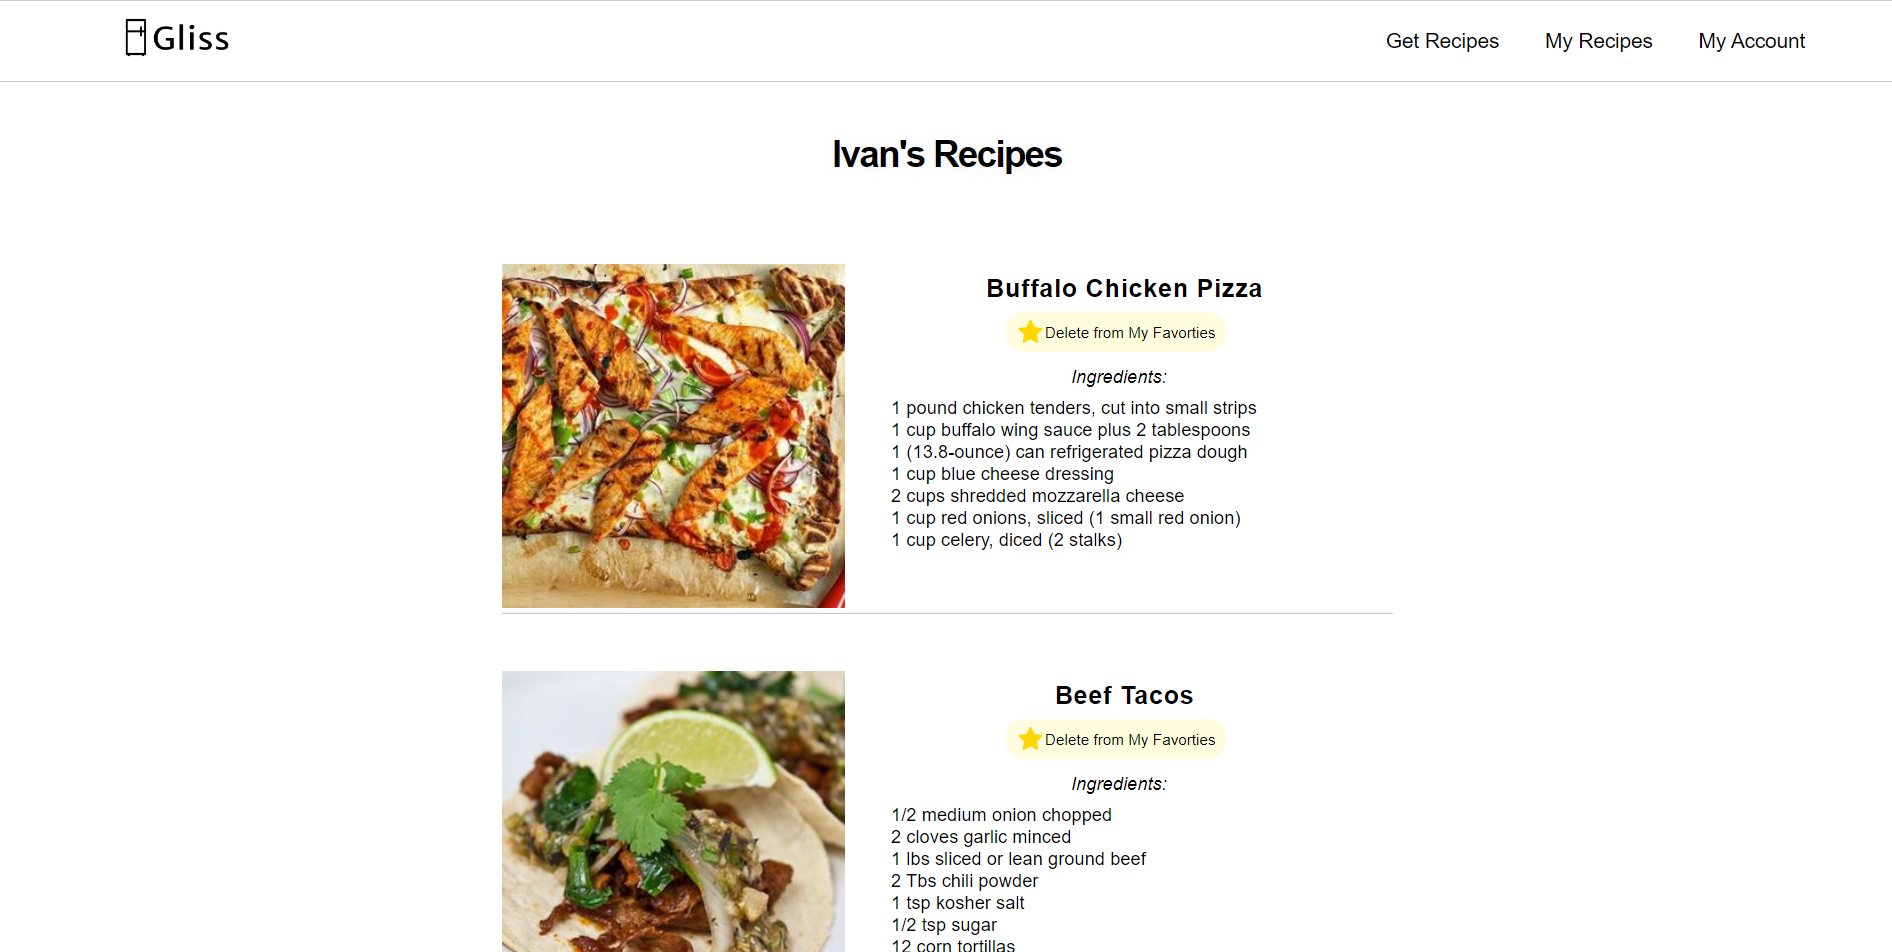 Gliss
Get Recipes
My Recipes
My Account
Ivan's Recipes
Buffalo Chicken Pizza
Delete from My Favorties
Ingredients:
1 pound chicken tenders, cut into small strips
1 cup buffalo wing sauce plus 2 tablespoons
1 (13.8-ounce) can refrigerated pizza dough
1 cup blue cheese dressing
2 cups shredded mozzarella cheese
1 cup red onions, sliced (1 small red onion)
1 cup celery, diced (2 stalks)
Beef Tacos
Delete from My Favorties
Ingredients:
1/2 medium onion chopped
2 cloves garlic minced
1 lbs sliced or lean ground beef
2 Tbs chili powder
1 tsp kosher salt
1/2 tsp sugar
12 corn tortillas